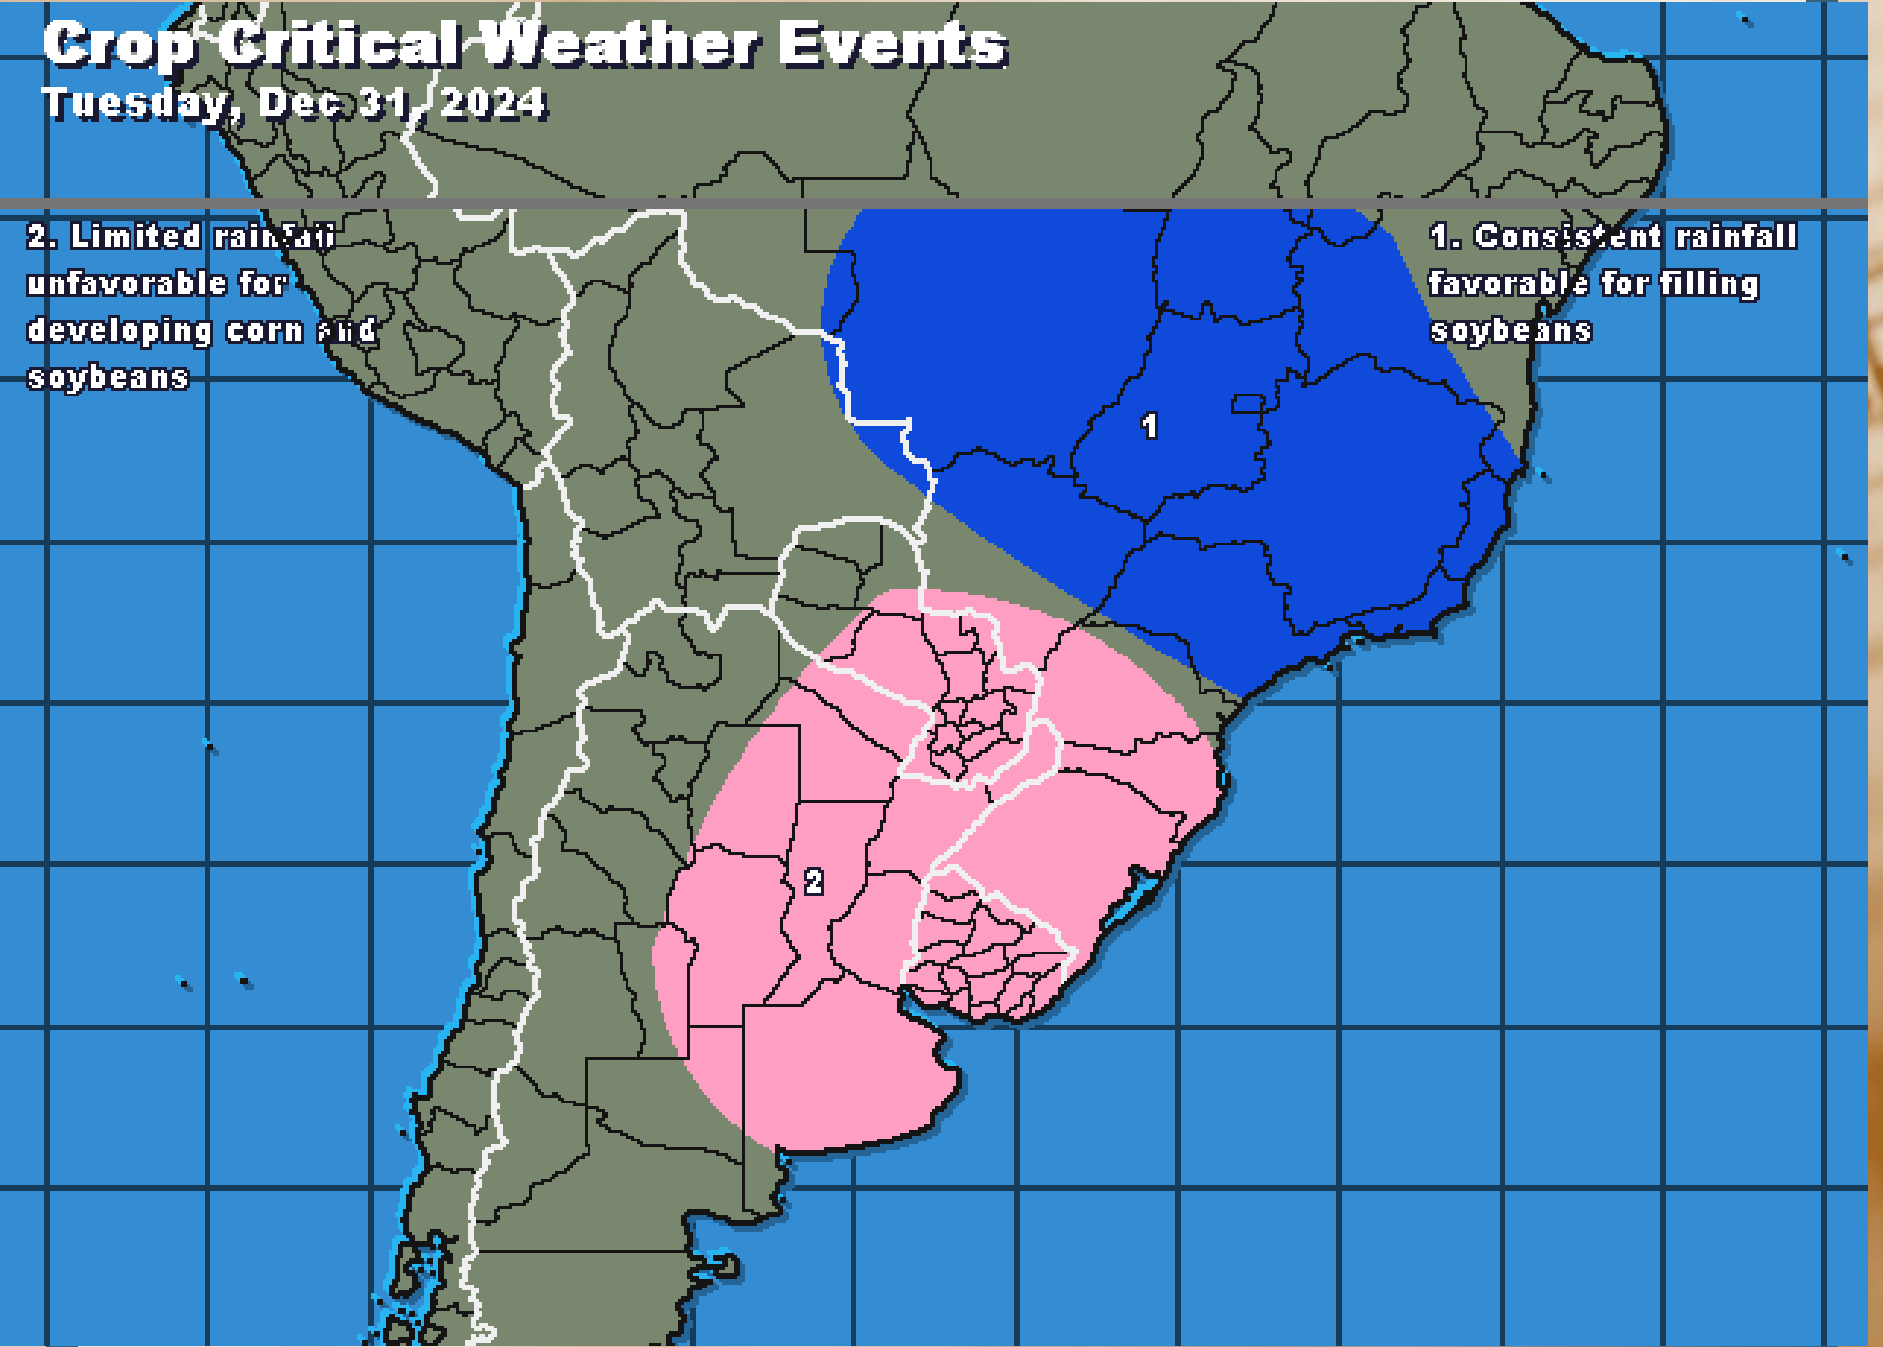 Crop Critical Weather Events
Tuesday, Dec 31, 2024
2. Limited rainfall
unfavorable for
developing corn and
soybeans
1. Consistent rainfall
favorable for filling
soybeans
1
2